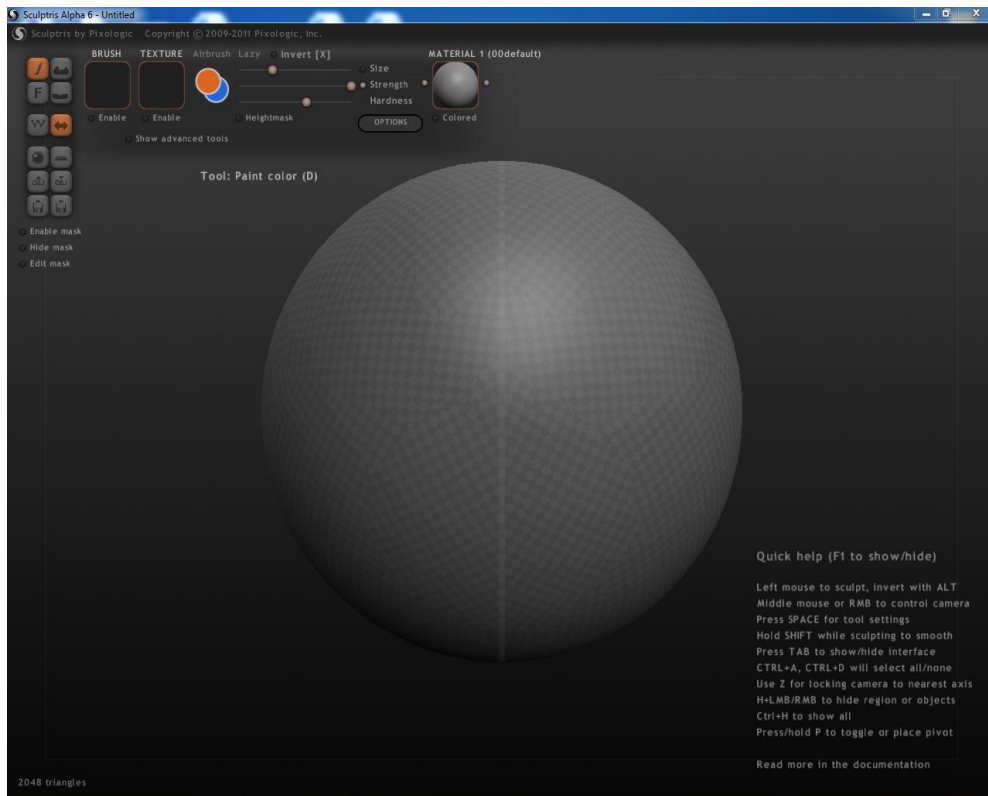 Sculptris Alpha 6 - Untitled
Sculptris by Pixologic Copyright © 2009-2011 Pixologic, Inc.
BRUSH TEXTURE Airbrush Lazy Invert [X] MATERIAL 1 (00default)
Size
Strength
Hardness
F
Enable Enable Heightmask OPTIONS Colored
W
Show advanced tools
OBJ OBJ
Tool: Paint color (D)
Enable mask
Hide mask
Edit mask
Quick help (F1 to show/hide)
Left mouse to sculpt, invert with ALT
Middle mouse or RMB to control camera
Press SPACE for tool settings
Hold SHIFT while sculpting to smooth
Press TAB to show/hide interface
CTRL+A, CTRL+D will select all/none
Use Z for locking camera to nearest axis
H+LMB/RMB to hide region or objects
Ctrl+H to show all
Press/hold P to toggle or place pivot
Read more in the documentation
2048 triangles